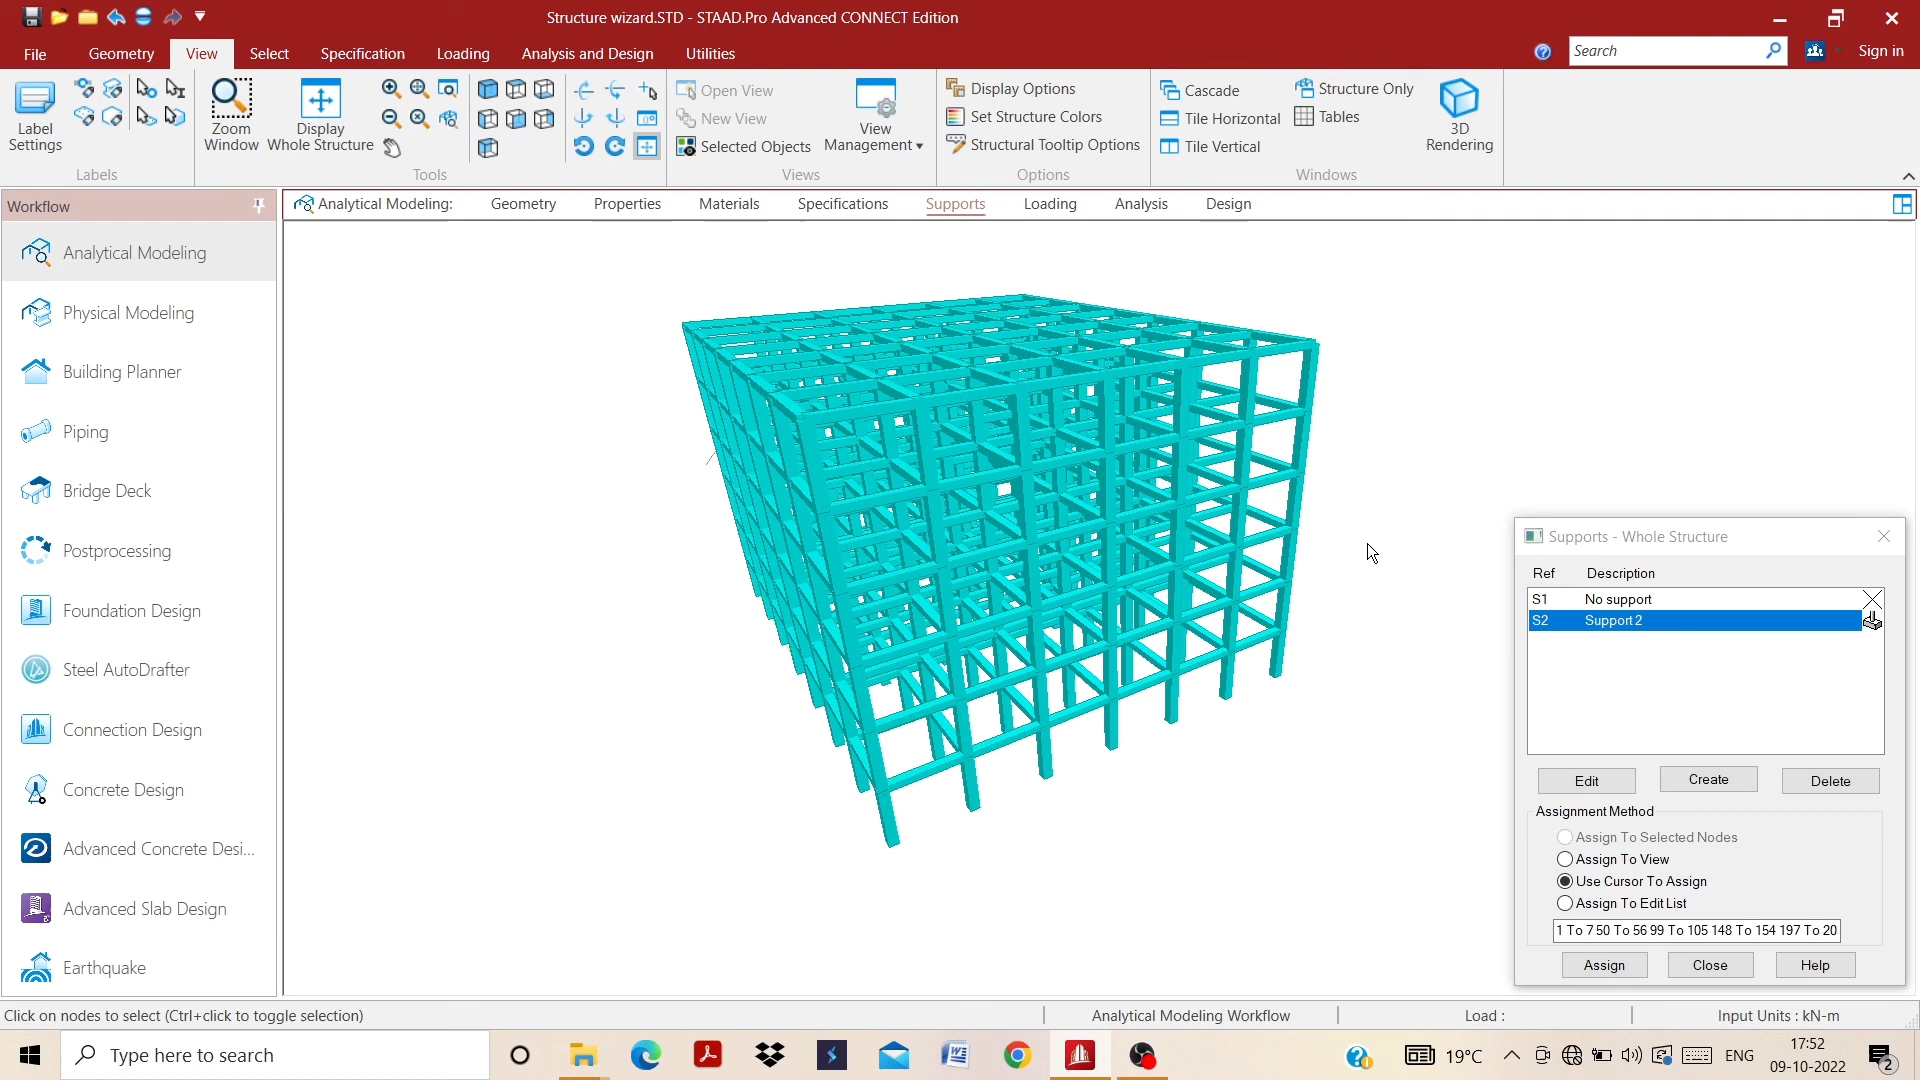 Structure wizard.STD - STAAD.Pro Advanced CONNECT Edition
File Geometry View Select Specification Loading Analysis and Design Utilities
Search
Sign in
Label Settings
Labels
Zoom Window
Display Whole Structure
Tools
Open View
New View
Selected Objects
View Management
Views
Display Options
Set Structure Colors
Structural Tooltip Options
Options
Cascade
Tile Horizontal
Tile Vertical
Structure Only
Tables
Windows
3D Rendering
Workflow
Analytical Modeling: Geometry Properties Materials Specifications Supports Loading Analysis Design
Analytical Modeling
Physical Modeling
Building Planner
Piping
Bridge Deck
Postprocessing
Foundation Design
Steel AutoDrafter
Connection Design
Concrete Design
Advanced Concrete Desi...
Advanced Slab Design
Earthquake
Supports - Whole Structure
Ref Description
S1 No support
S2 Support 2
Edit Create Delete
Assignment Method
Assign To Selected Nodes
Assign To View
Use Cursor To Assign
Assign To Edit List
1 To 7 50 To 56 99 To 105 148 To 154 197 To 20
Assign Close Help
Click on nodes to select (Ctrl+click to toggle selection) Analytical Modeling Workflow Load : Input Units : kN-m
Type here to search
19°C
ENG
17:52
09-10-2022
2